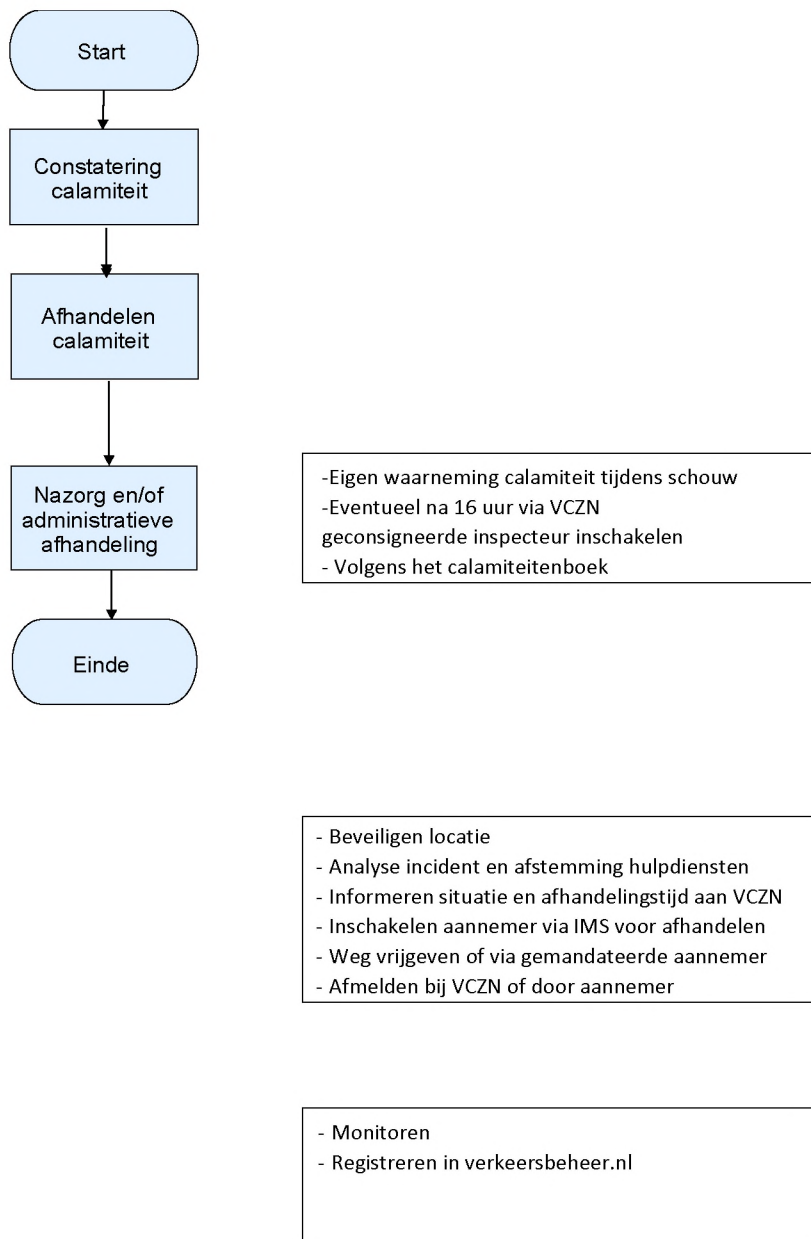 Start
Constatering
calamiteit
Afhandelen
calamiteit
Nazorg en/of
administratieve
afhandeling
Einde
-Eigen waarneming calamiteit tijdens schouw
-Eventueel na 16 uur via VCZN
geconsigneerde inspecteur inschakelen
- Volgens het calamiteitenboek
- Beveiligen locatie
- Analyse incident en afstemming hulpdiensten
- Informeren situatie en afhandelingstijd aan VCZN
- Inschakelen aannemer via IMS voor afhandelen
- Weg vrijgeven of via gemandateerde aannemer
- Afmelden bij VCZN of door aannemer
- Monitoren
- Registreren in verkeersbeheer.nl